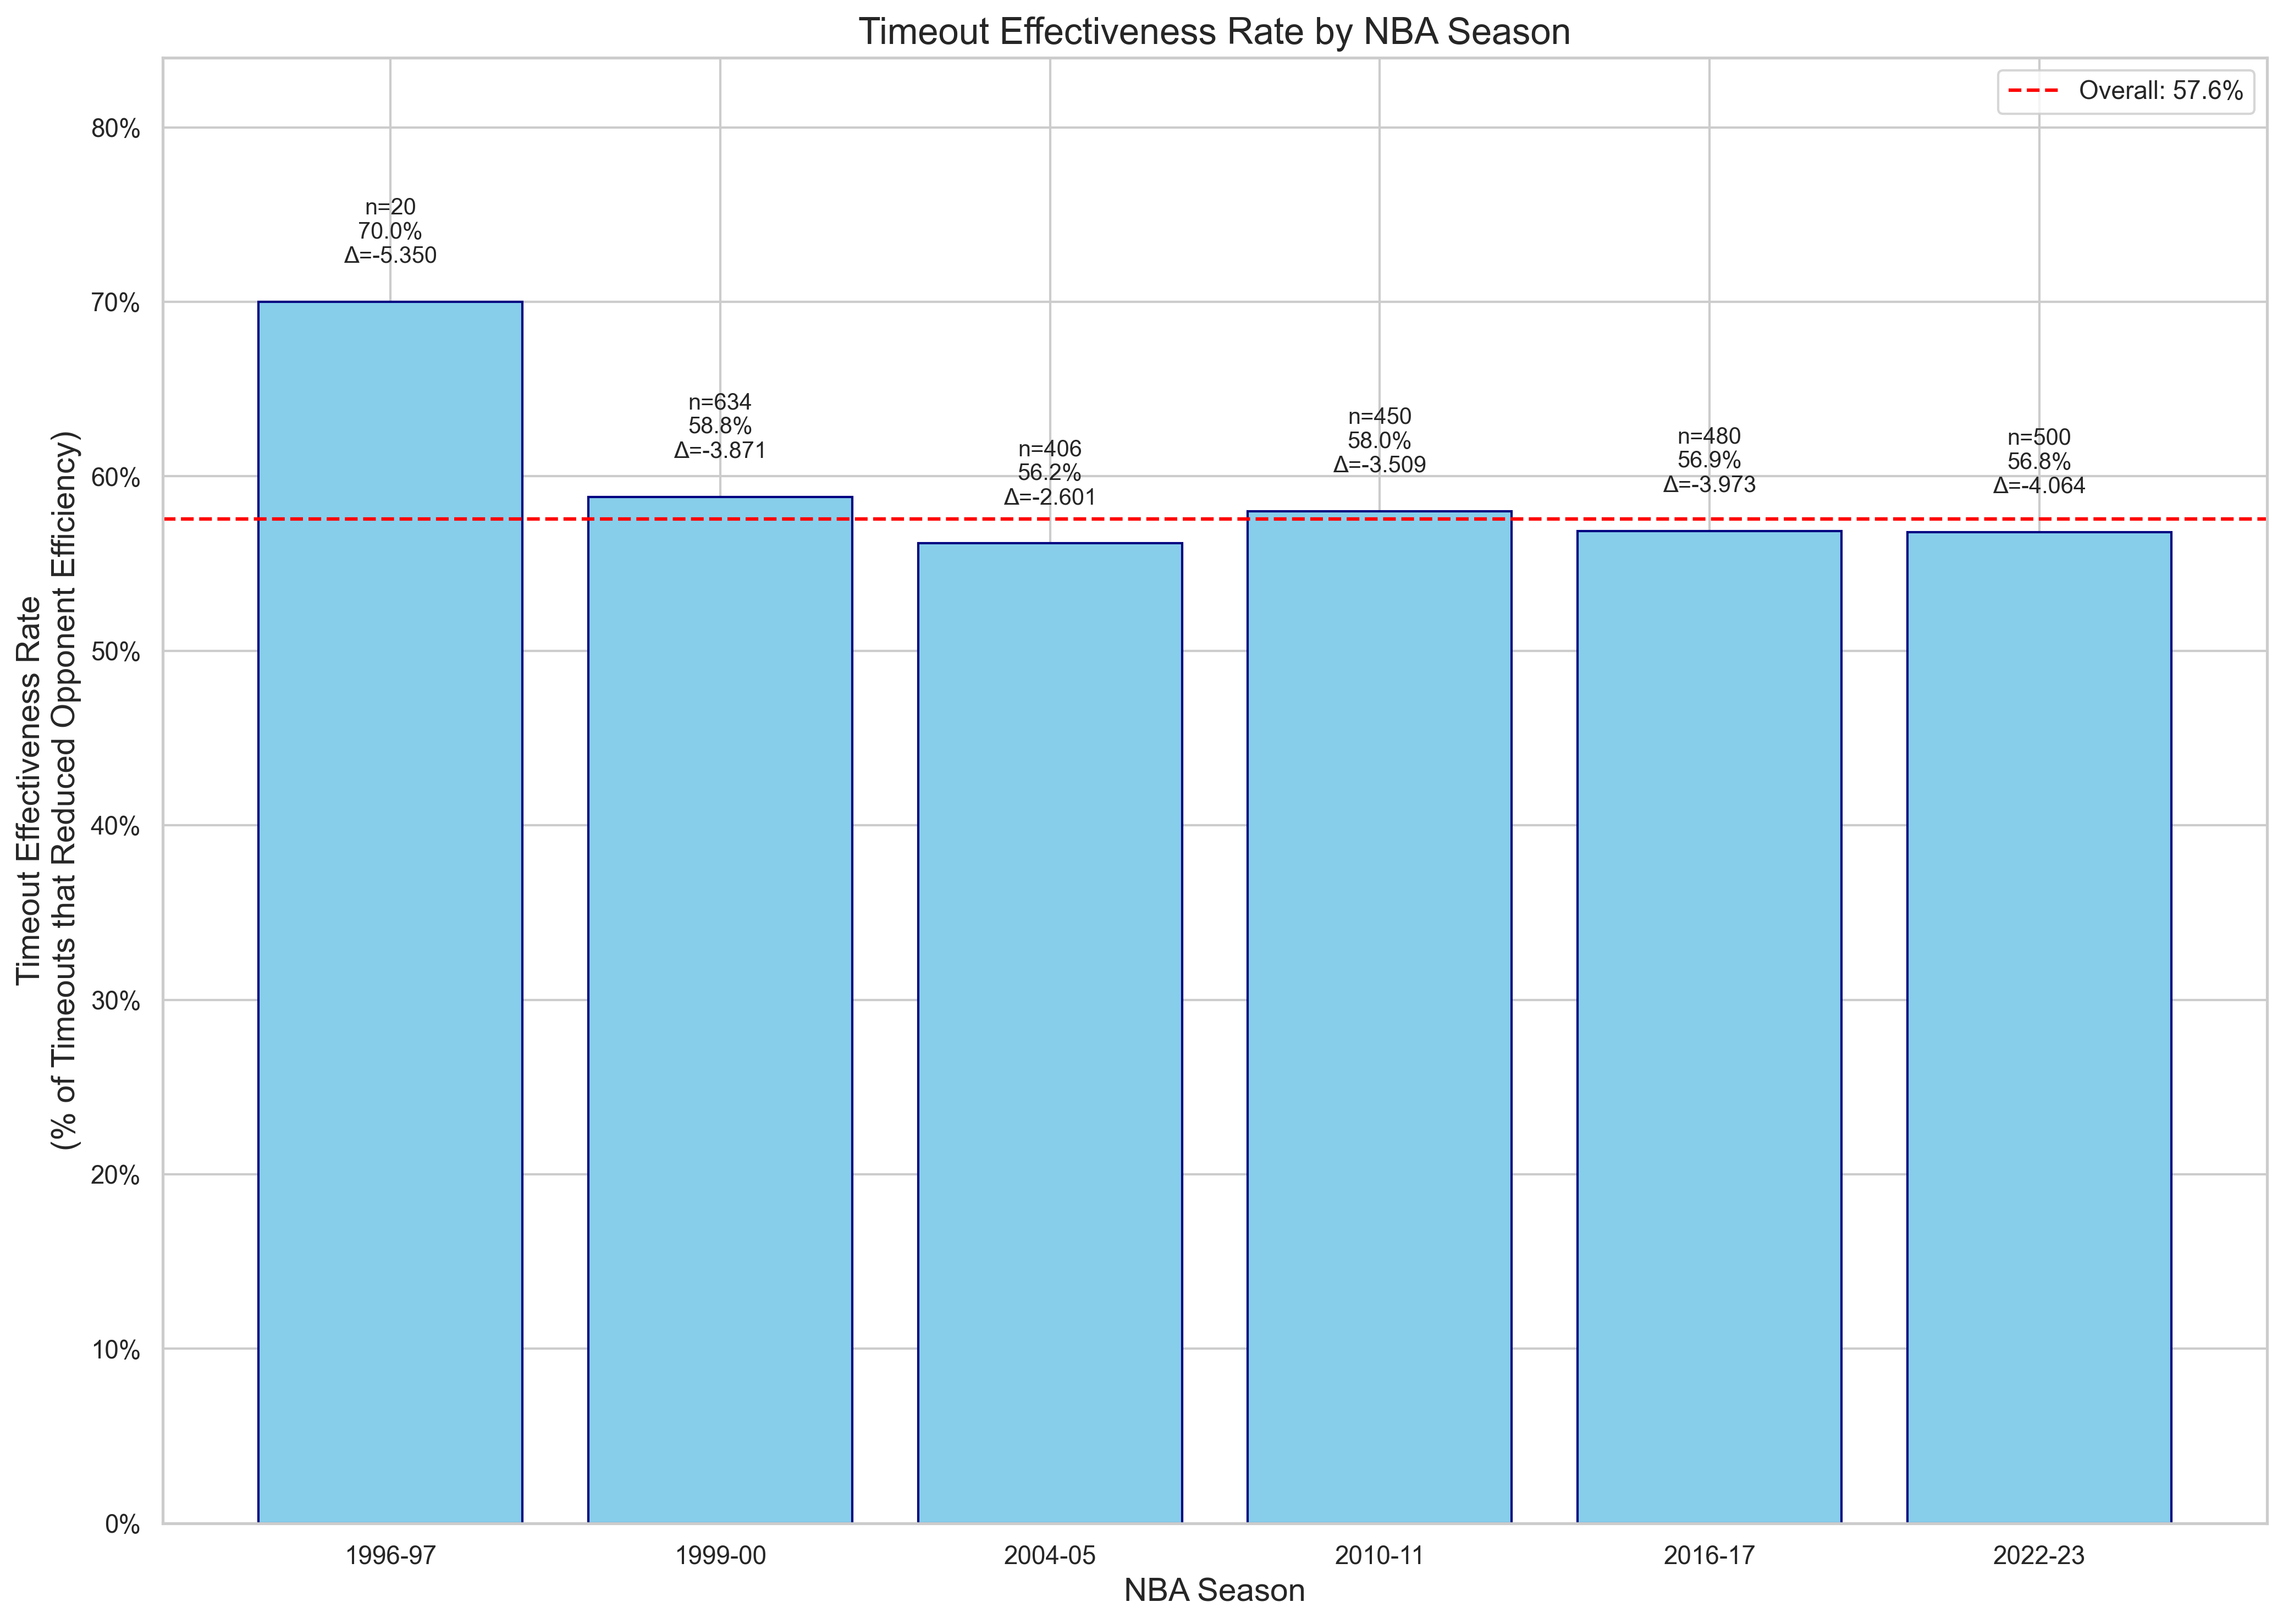 Timeout Effectiveness Rate by NBA Season
Overall: 57.6%
Timeout Effectiveness Rate
(% of Timeouts that Reduced Opponent Efficiency)
80%
70%
60%
50%
40%
30%
20%
10%
0%
n=20
70.0%
Δ=-5.350
n=634
58.8%
Δ=-3.871
n=406
56.2%
Δ=-2.601
n=450
58.0%
Δ=-3.509
n=480
56.9%
Δ=-3.973
n=500
56.8%
Δ=-4.064
1996-97
1999-00
2004-05
2010-11
2016-17
2022-23
NBA Season